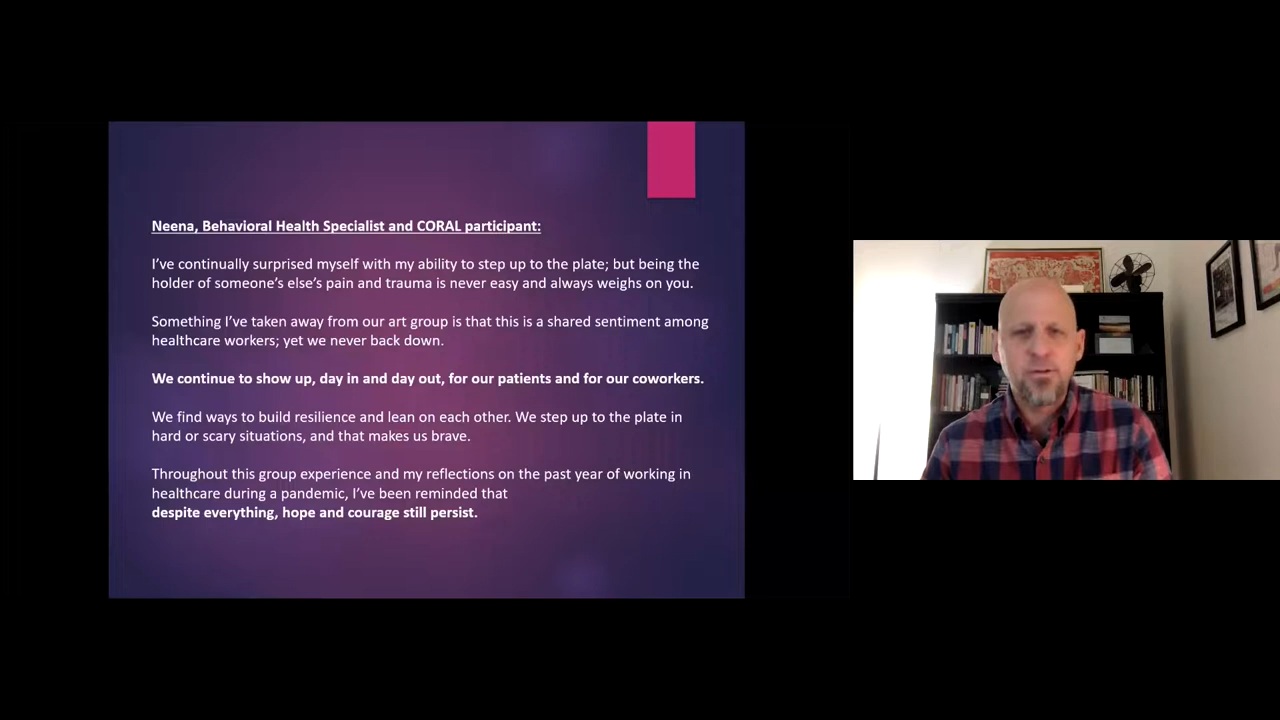 Neena, Behavioral Health Specialist and CORAL participant:
I've continually surprised myself with my ability to step up to the plate; but being the
holder of someone's else's pain and trauma is never easy and always weighs on you.
Something I've taken away from our art group is that this is a shared sentiment among
healthcare workers; yet we never back down.
We continue to show up, day in and day out, for our patients and for our coworkers.
We find ways to build resilience and lean on each other. We step up to the plate in
hard or scary situations, and that makes us brave.
Throughout this group experience and my reflections on the past year of working in
healthcare during a pandemic, I've been reminded that
despite everything, hope and courage still persist.